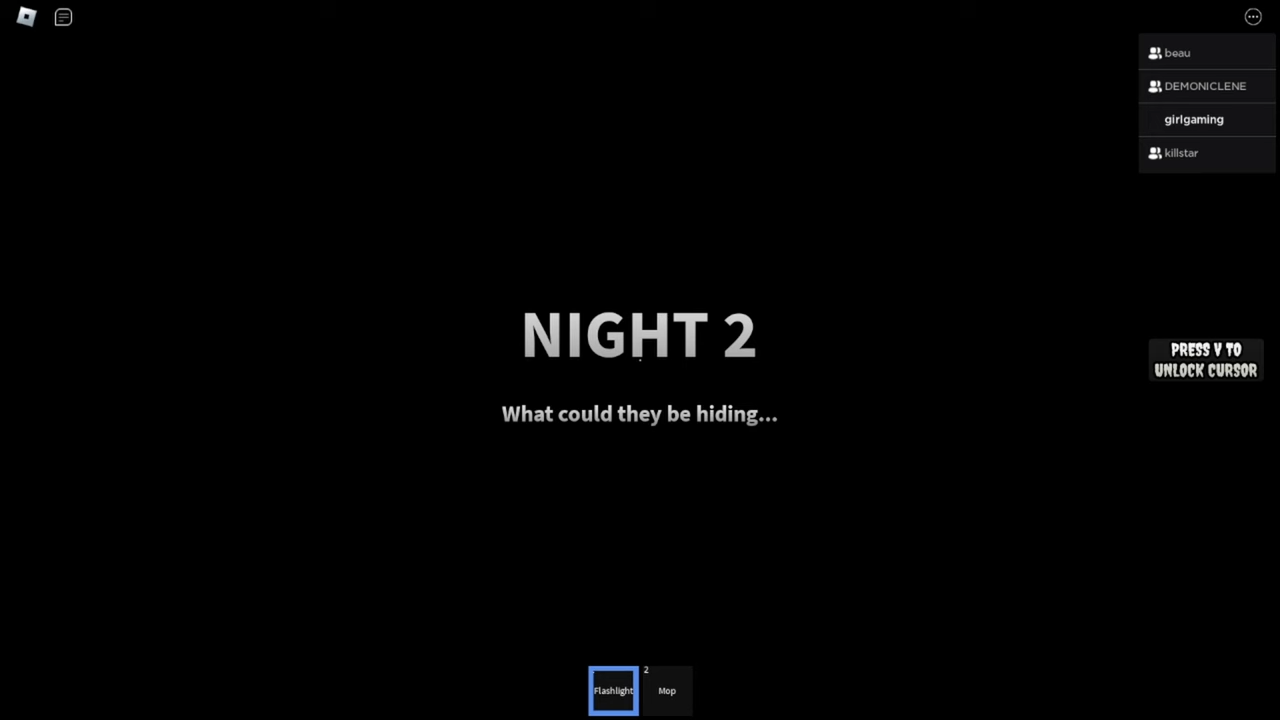 beau
DEMONICLENE
girlgaming
killstar
NIGHT 2
What could they be hiding...
PRESS V TO
UNLOCK CURSOR
Flashlight
2
Mop